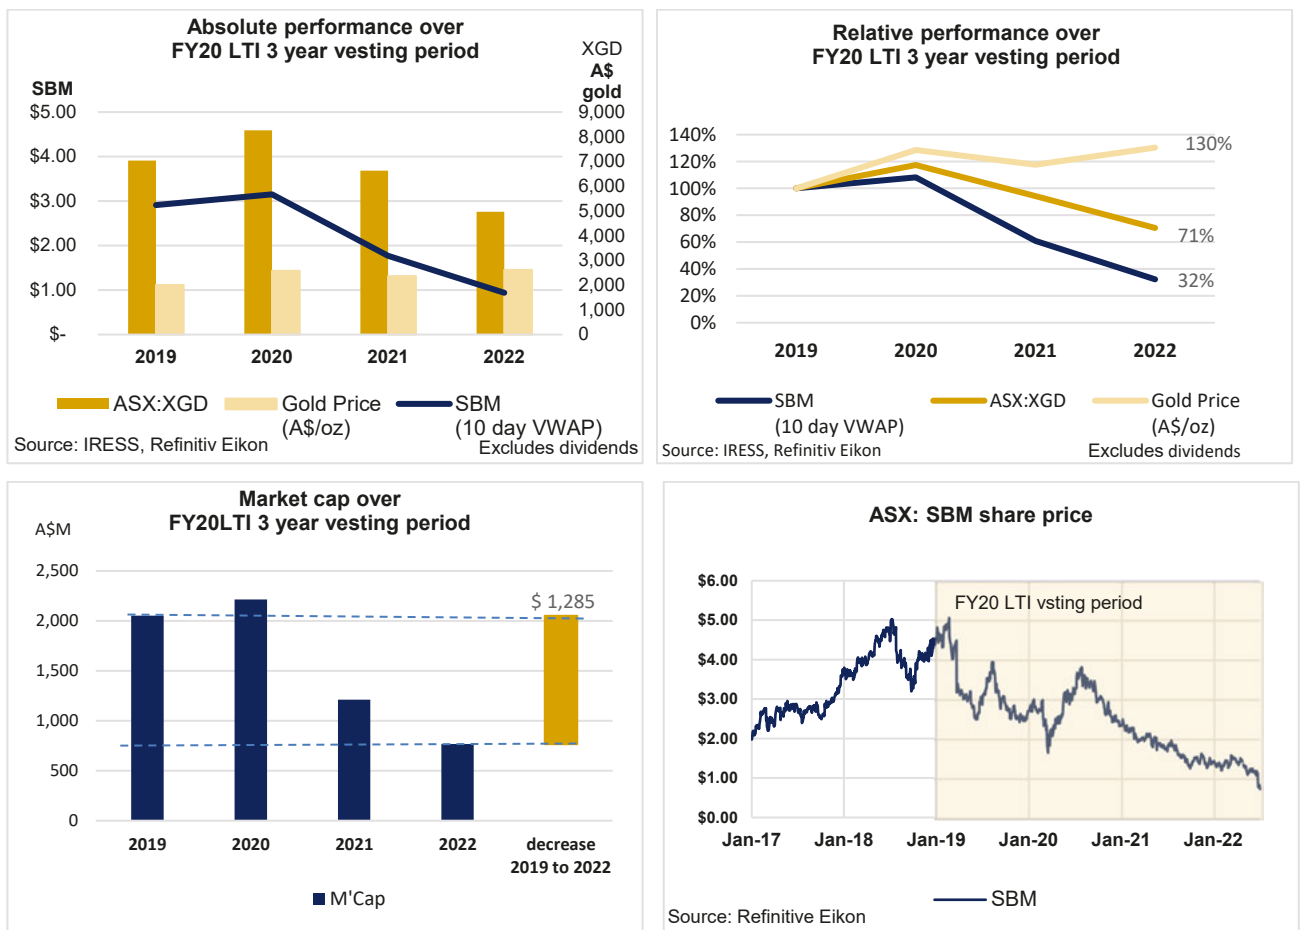 Absolute performance over
FY20 LTI 3 year vesting period
XGD
A$
gold
SBM
$5.00
$4.00
$3.00
$2.00
$1.00
$-
9,000
8,000
7,000
6,000
5,000
4,000
3,000
2,000
1,000
0
2019 2020 2021 2022
ASX:XGD Gold Price (A$/oz) SBM (10 day VWAP)
Source: IRESS, Refinitiv Eikon Excludes dividends
Relative performance over
FY20 LTI 3 year vesting period
140%
120%
100%
80%
60%
40%
20%
0%
130%
71%
32%
2019 2020 2021 2022
SBM (10 day VWAP) ASX:XGD Gold Price (A$/oz)
Source: IRESS, Refinitiv Eikon Excludes dividends
Market cap over
FY20LTI 3 year vesting period
A$M
2,500
2,000
1,500
1,000
500
0
$ 1,285
2019 2020 2021 2022 decrease
2019 to 2022
M'Cap
ASX: SBM share price
$6.00
$5.00
$4.00
$3.00
$2.00
$1.00
$0.00
FY20 LTI vsting period
Jan-17 Jan-18 Jan-19 Jan-20 Jan-21 Jan-22
SBM
Source: Refinitive Eikon